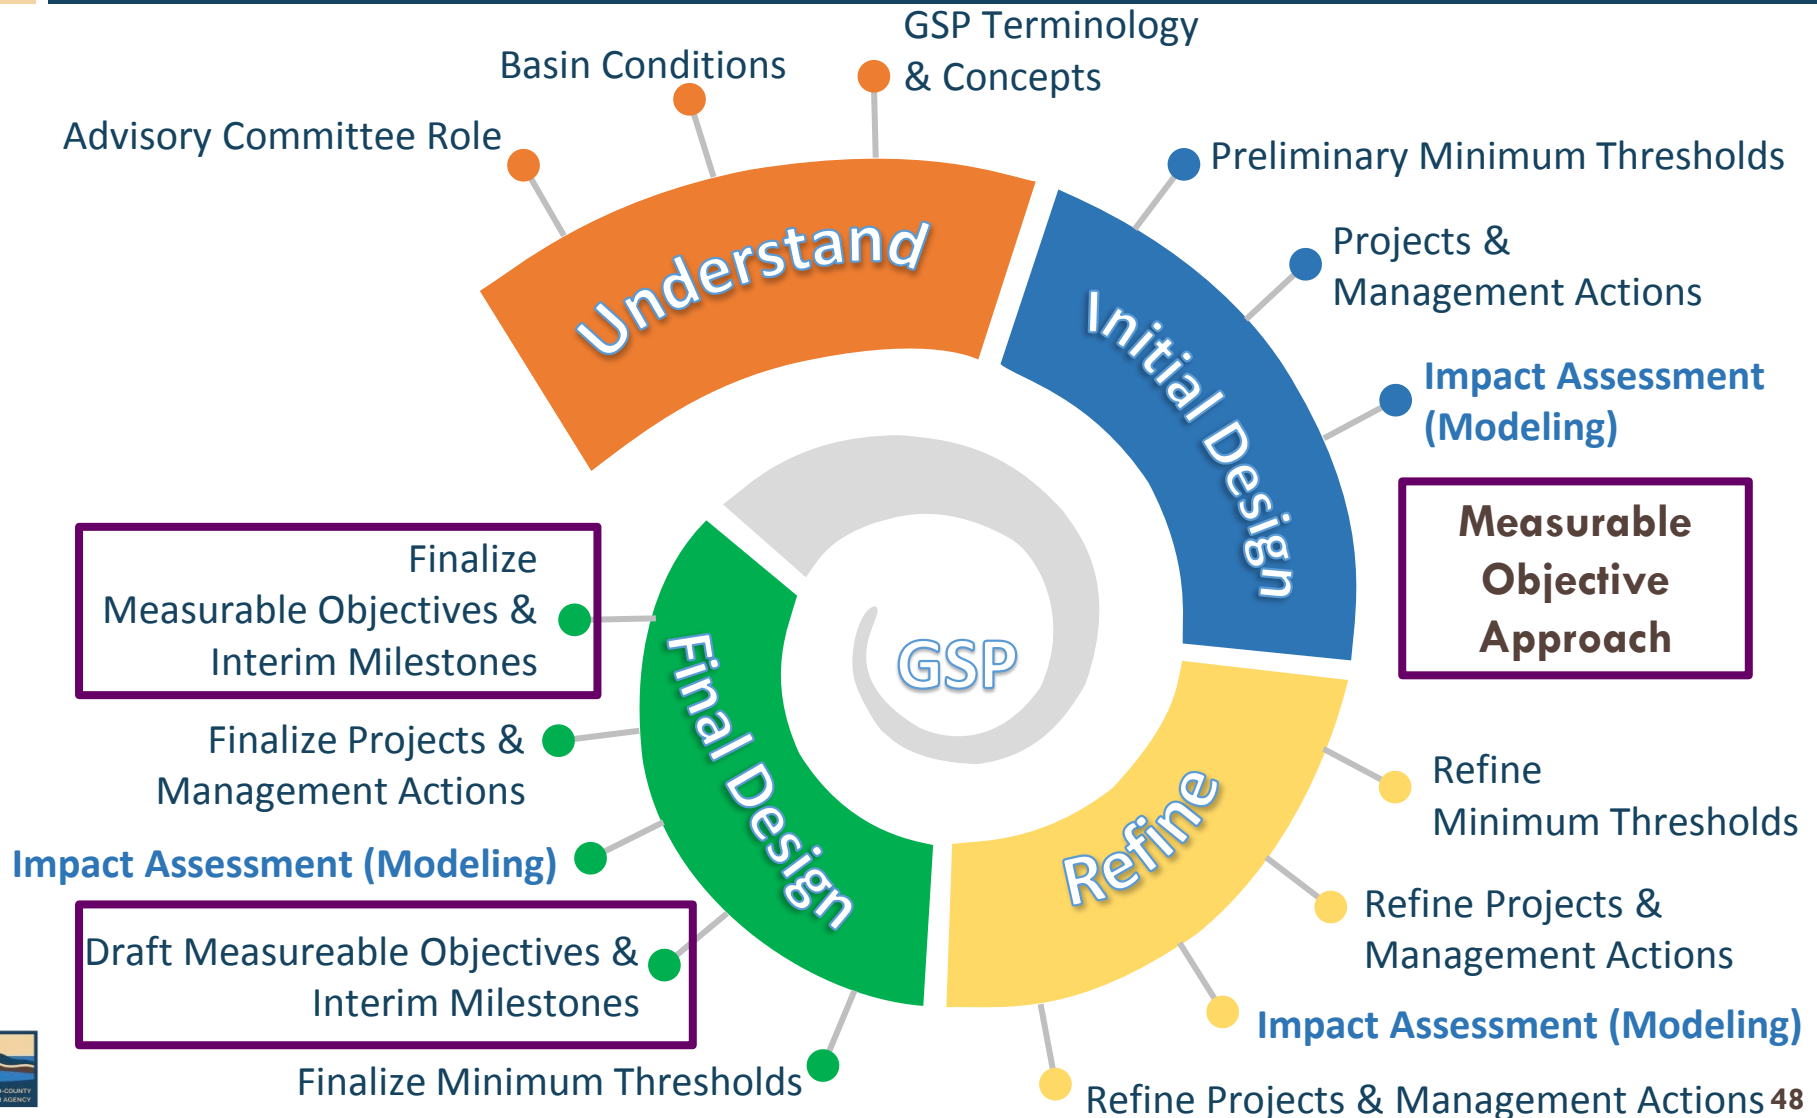 GSP Terminology
& Concepts
Basin Conditions
Advisory Committee Role
Understand
Preliminary Minimum Thresholds
Projects &
Management Actions
Impact Assessment
(Modeling)
Initial Design
Measurable
Objective
Approach
Refine
Minimum Thresholds
Refine Projects &
Management Actions
Impact Assessment (Modeling)
Refine Projects & Management Actions
Refine
Finalize
Measurable Objectives &
Interim Milestones
Finalize Projects &
Management Actions
Impact Assessment (Modeling)
Draft Measureable Objectives &
Interim Milestones
Finalize Minimum Thresholds
Final Design
GSP
48